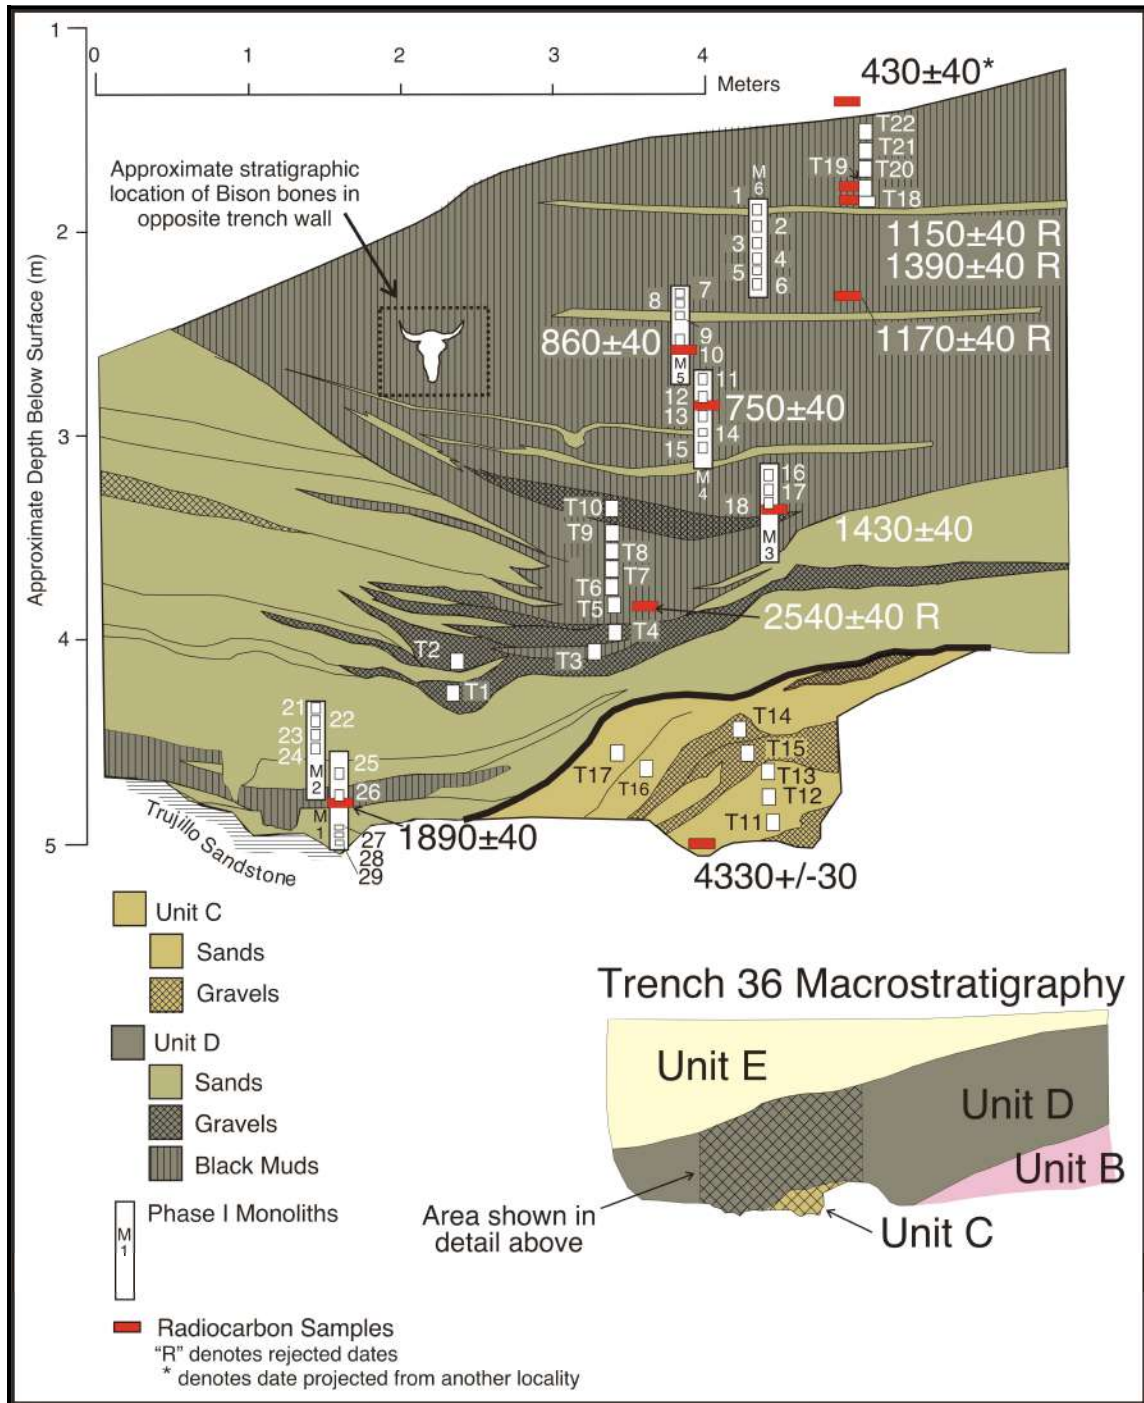 1
0
1
2
3
4
Meters
430±40*
Approximate stratigraphic
location of Bison bones in
opposite trench wall
T22
T21
T19
T20
T18
M
6
1
2
3
4
5
6
1150±40 R
1390±40 R
2
Approximate Depth Below Surface (m)
7
8
9
10
M
5
860±40
1170±40 R
11
12
13
14
15
M
4
750±40
3
16
17
18
M
3
1430±40
T10
T9
T8
T7
T6
T5
T4
T3
2540±40 R
4
T2
T1
21
22
23
24
M
2
25
26
M
1
27
28
29
1890±40
T14
T15
T17
T16
T13
T12
T11
5
Trujillo Sandstone
4330+/-30
Unit C
Sands
Gravels
Unit D
Sands
Gravels
Black Muds
M
1
Phase I Monoliths
Radiocarbon Samples
“R” denotes rejected dates
* denotes date projected from another locality
Trench 36 Macrostratigraphy
Unit E
Unit D
Unit B
Area shown in
detail above
Unit C